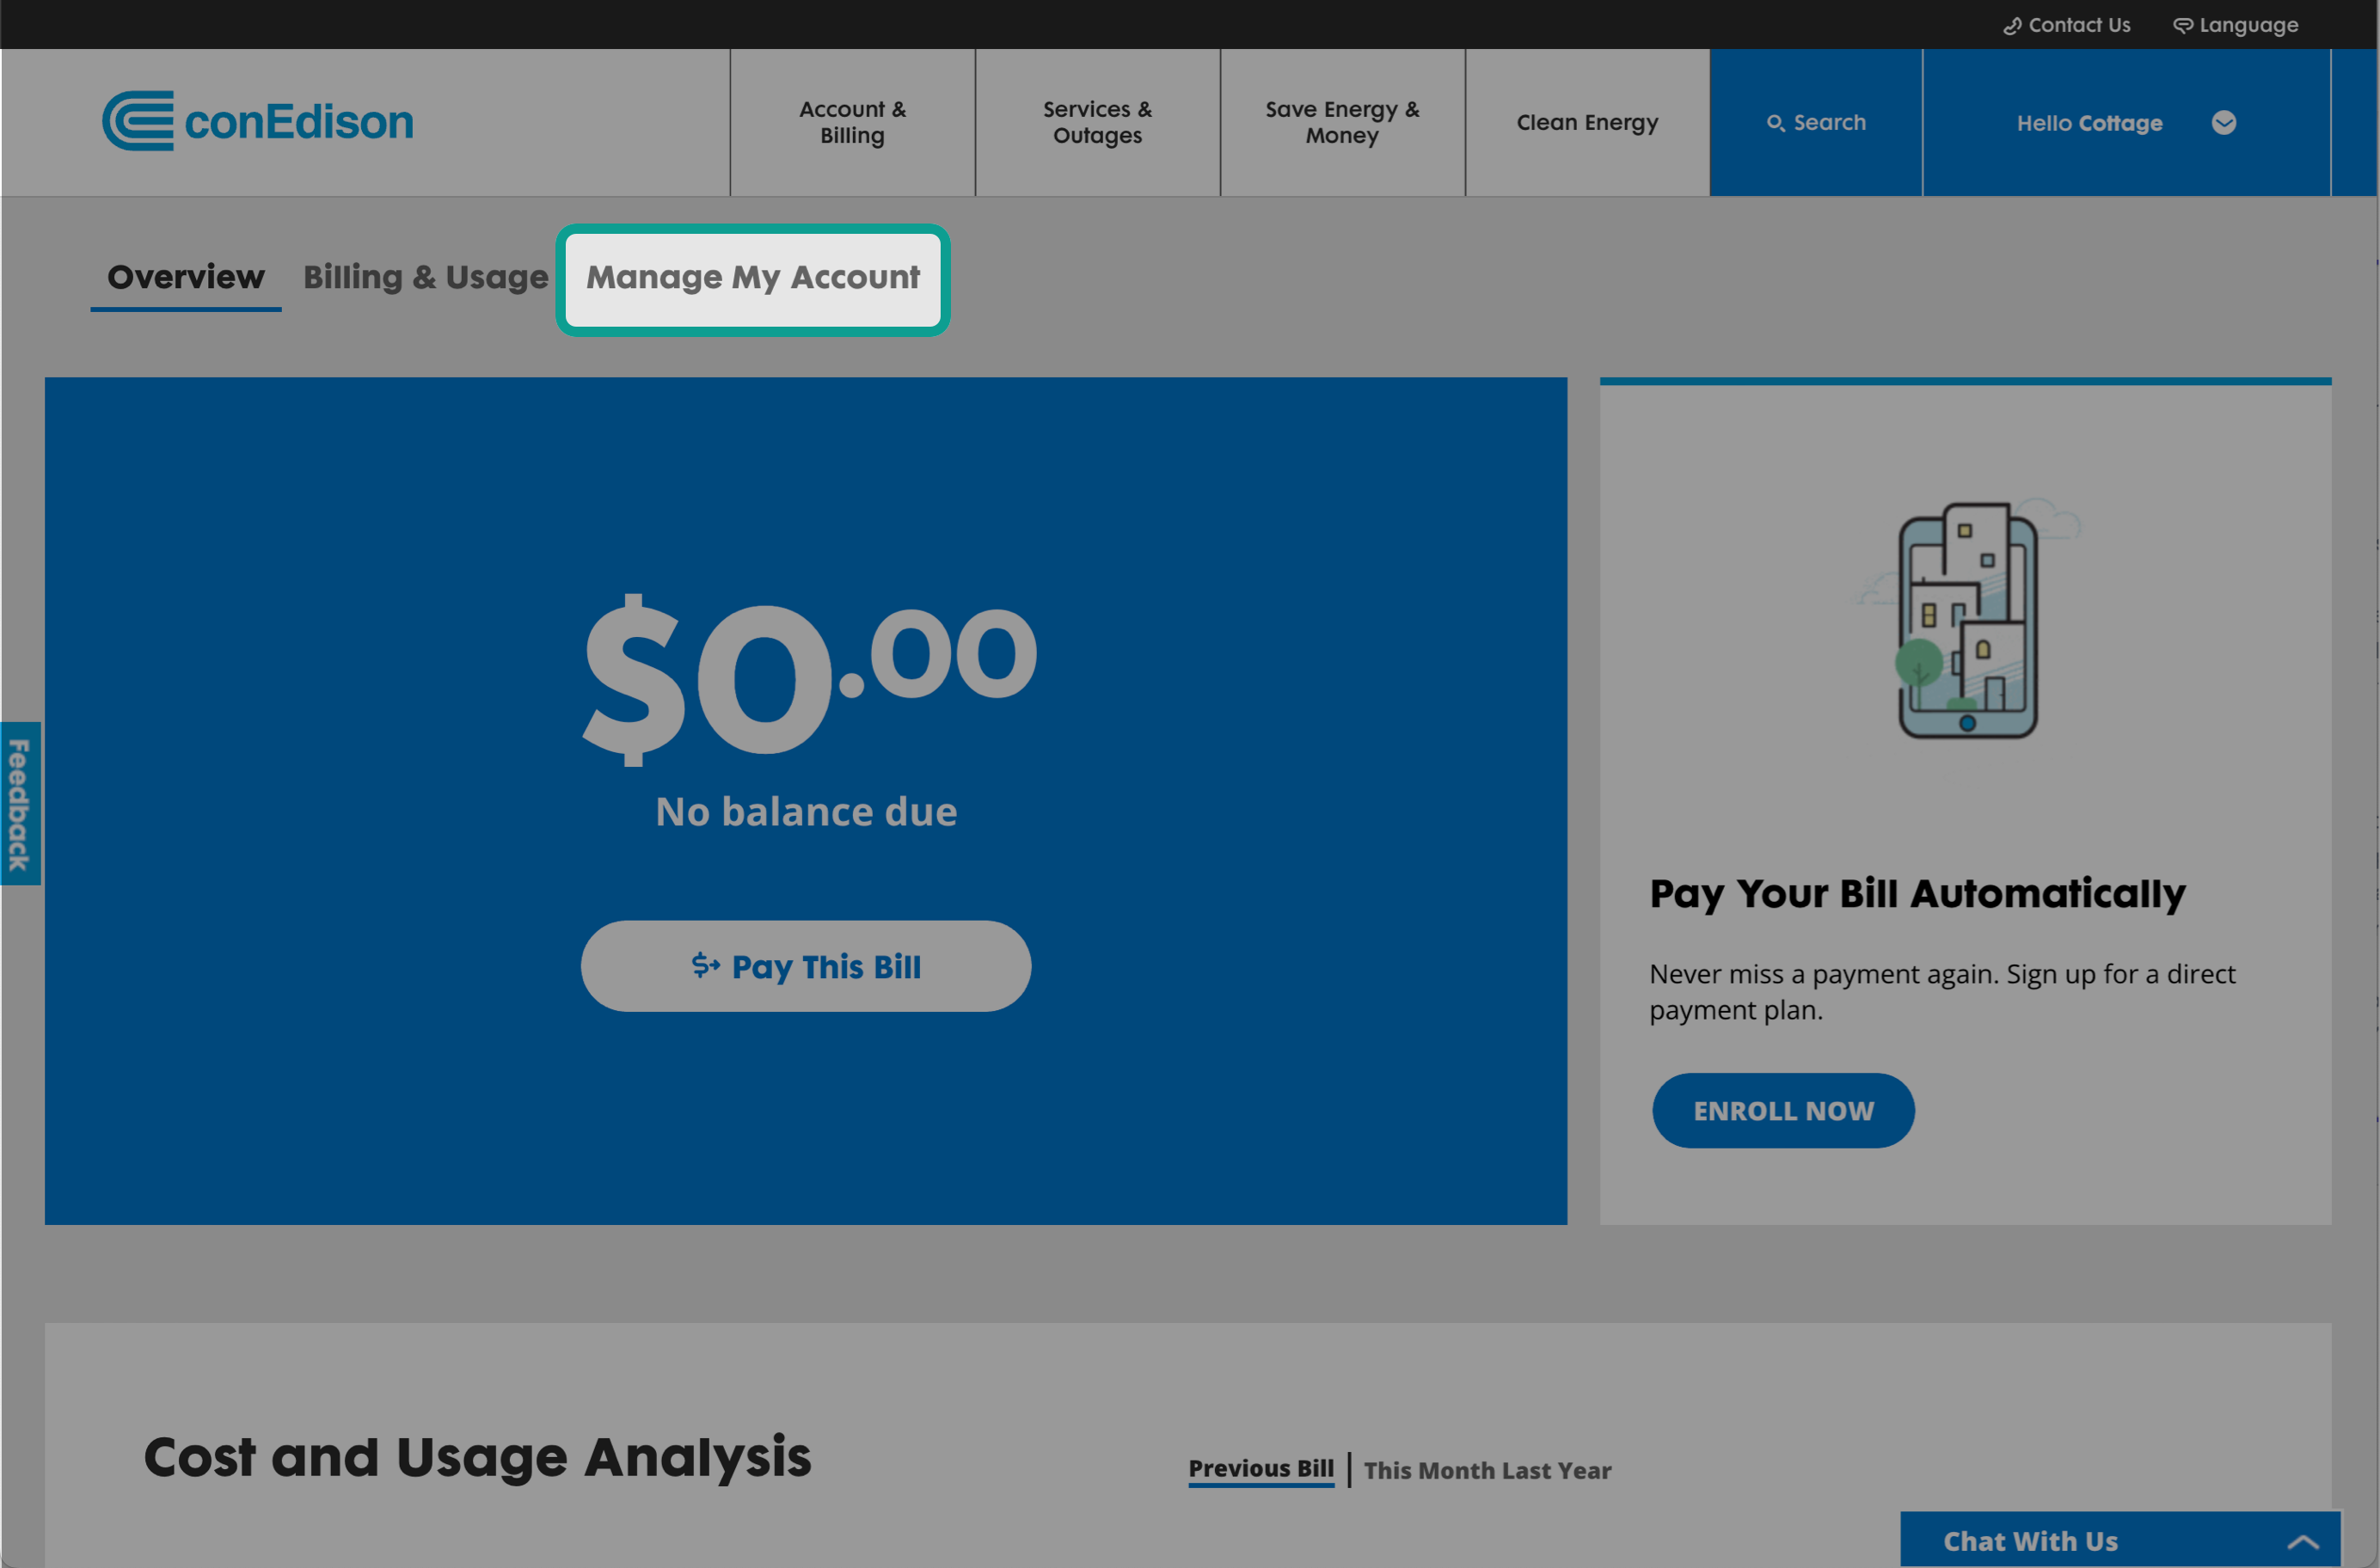 Contact Us
Language
conEdison
Account &
Billing
Services &
Outages
Save Energy &
Money
Clean Energy
Search
Hello Cottage
Overview
Billing & Usage
Manage My Account
$0.00
No balance due
Pay This Bill
Feedback
Pay Your Bill Automatically
Never miss a payment again. Sign up for a direct
payment plan.
ENROLL NOW
Cost and Usage Analysis
Previous Bill
This Month Last Year
Chat With Us